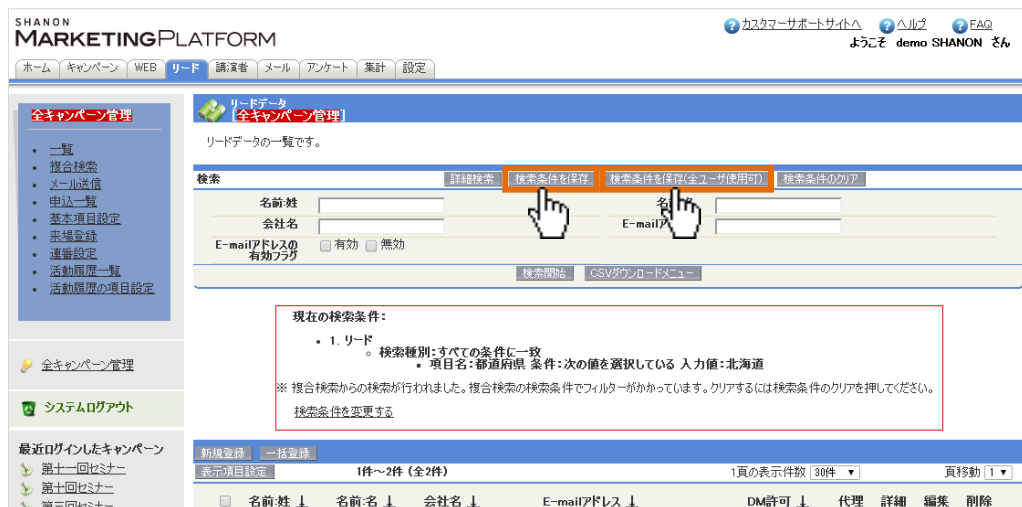 SHANON
MARKETINGPLATFORM
カスタマーサポートサイトへ ヘルプ FAQ
ようこそ demo SHANON さん
ホーム キャンペーン WEB リード 講演者 メール アンケート 集計 設定
全キャンペーン管理
一覧
複合検索
メール送信
申込一覧
基本項目設定
来場登録
連番設定
活動履歴一覧
活動履歴の項目設定
全キャンペーン管理
システムログアウト
最近ログインしたキャンペーン
第十一回セミナー
第十回セミナー
リードデータ
[全キャンペーン管理]
リードデータの一覧です。
検索 詳細検索 検索条件を保存 検索条件を保存(全ユーザ使用可) 検索条件のクリア
名前:姓
会社名 E-mailア
E-mailアドレスの
有効フラグ 有効 無効
検索開始 CSVダウンロードメニュー
現在の検索条件:
1. リード
検索種別:すべての条件に一致
項目名:都道府県 条件:次の値を選択している 入力値:北海道
※ 複合検索からの検索が行われました。複合検索の検索条件でフィルターがかかっています。クリアするには検索条件のクリアを押してください。
検索条件を変更する
新規登録 一括登録
表示項目設定 1件～2件 (全2件) 1頁の表示件数 30件 ▼ 頁移動 1 ▼
名前:姓 ↓ 名前:名 ↓ 会社名 ↓ E-mailアドレス ↓ DM許可 ↓ 代理 詳細 編集 削除